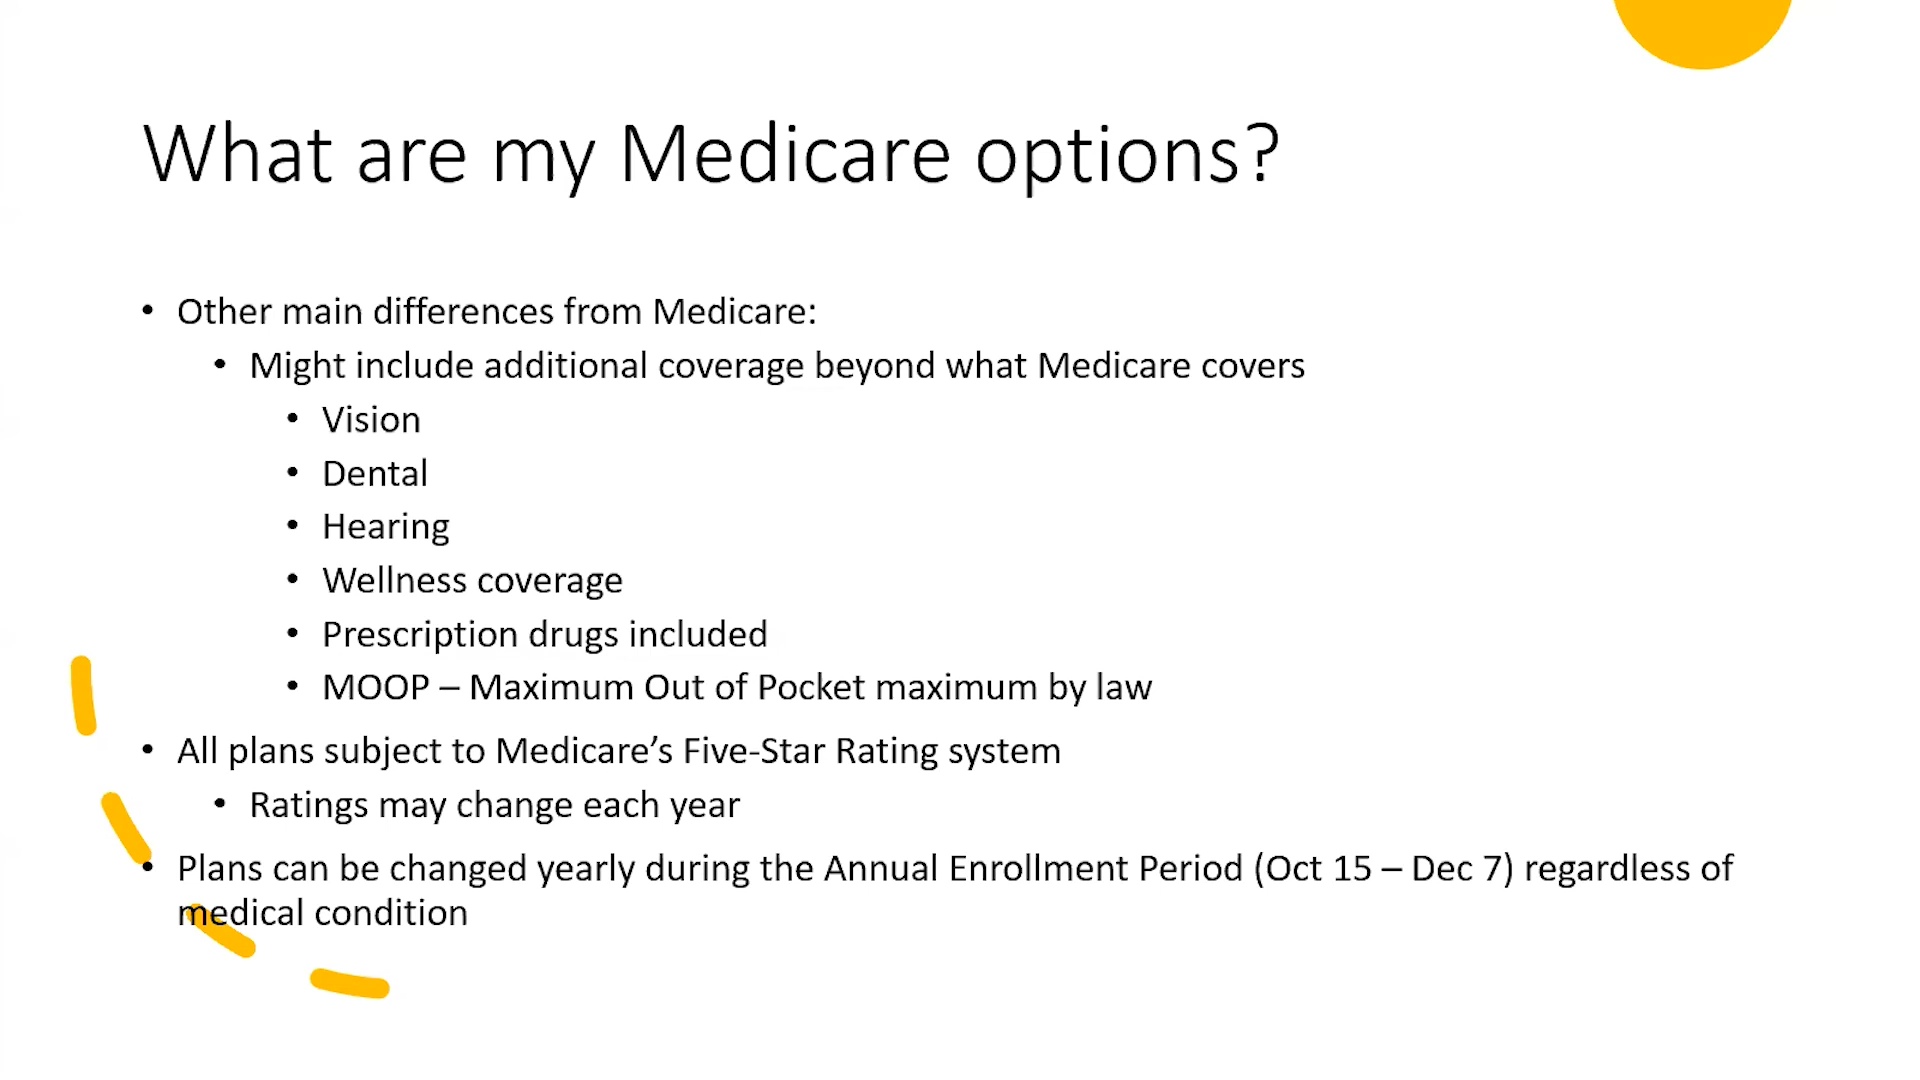 What are my Medicare options?
• Other main differences from Medicare:
• Might include additional coverage beyond what Medicare covers
• Vision
• Dental
• Hearing
• Wellness coverage
• Prescription drugs included
• MOOP – Maximum Out of Pocket maximum by law
• All plans subject to Medicare’s Five-Star Rating system
• Ratings may change each year
• Plans can be changed yearly during the Annual Enrollment Period (Oct 15 – Dec 7) regardless of
medical condition